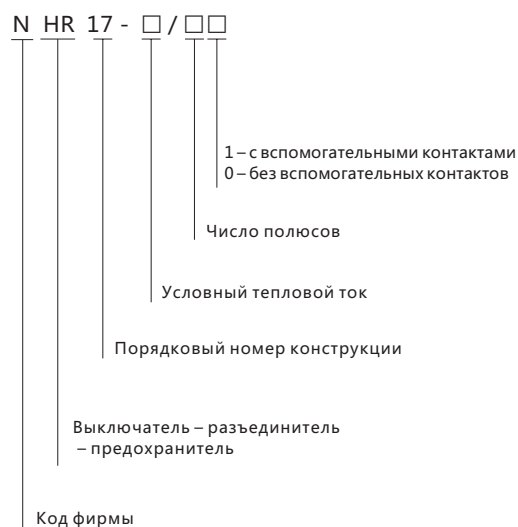 N HR 17 - □ / □□
1 – с вспомогательными контактами
0 – без вспомогательных контактов
Число полюсов
Условный тепловой ток
Порядковый номер конструкции
Выключатель – разъединитель
– предохранитель
Код фирмы